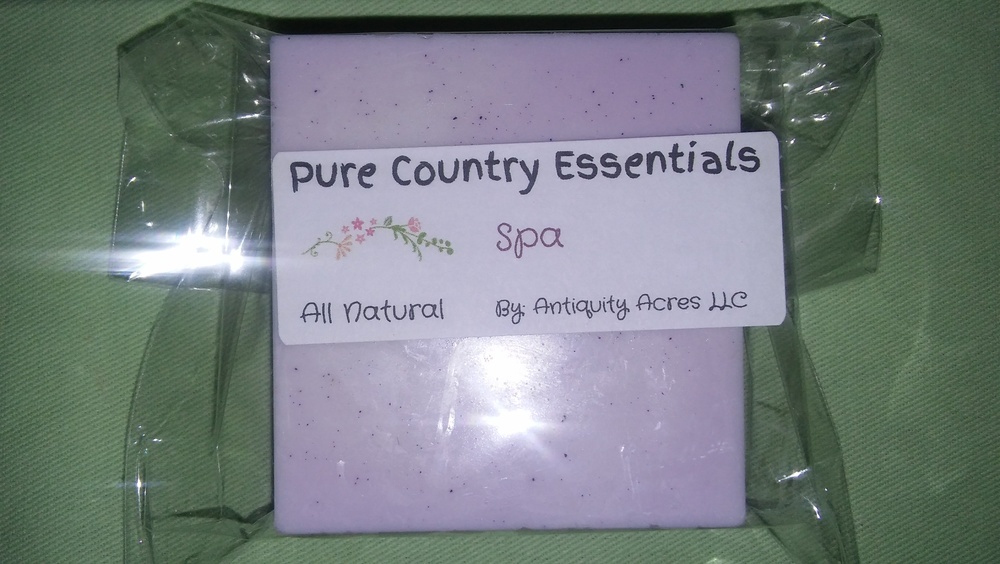 Pure Country Essentials
Spa
All Natural By: Antiquity Acres LLC